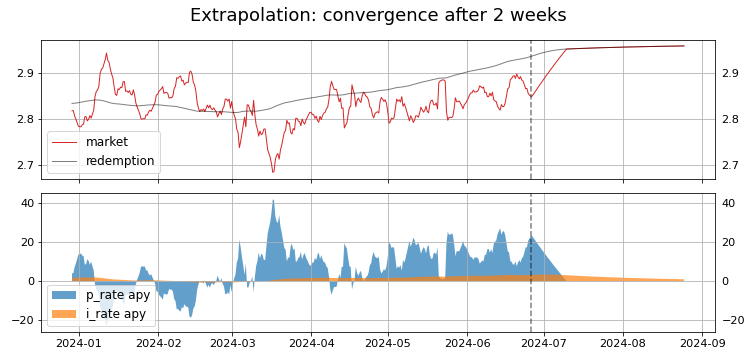 Extrapolation: convergence after 2 weeks
2.9
2.9
2.8
2.8
2.7
2.7
market
redemption
40
40
20
20
0
0
−20
−20
p_rate apy
i_rate apy
2024-01 2024-02 2024-03 2024-04 2024-05 2024-06 2024-07 2024-08 2024-09